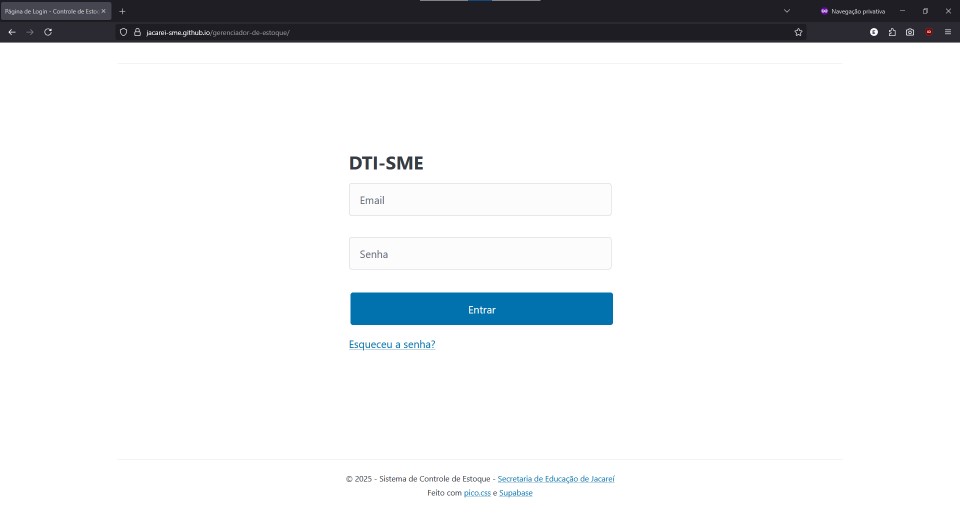 Página de Login - Controle de Esto
Navegação privativa
jacarei-sme.github.io/gerenciador-de-estoque/
DTI-SME
Email
Senha
Entrar
Esqueceu a senha?
© 2025 - Sistema de Controle de Estoque - Secretaria de Educação de Jacareí
Feito com pico.css e Supabase